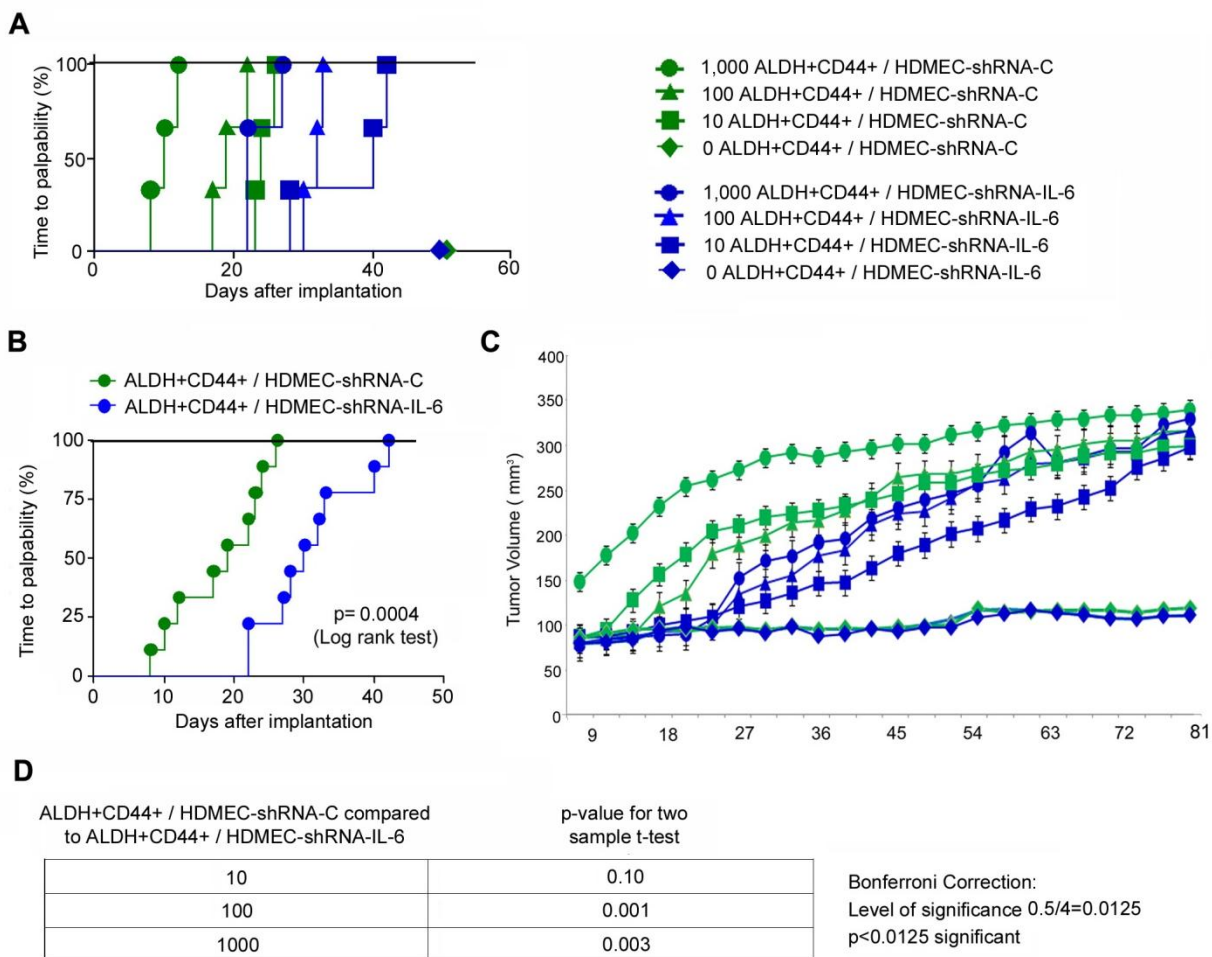 A
Time to palpability (%)
100
50
0
0 20 40 60
Days after implantation
1,000 ALDH+CD44+ / HDMEC-shRNA-C
100 ALDH+CD44+ / HDMEC-shRNA-C
10 ALDH+CD44+ / HDMEC-shRNA-C
0 ALDH+CD44+ / HDMEC-shRNA-C
1,000 ALDH+CD44+ / HDMEC-shRNA-IL-6
100 ALDH+CD44+ / HDMEC-shRNA-IL-6
10 ALDH+CD44+ / HDMEC-shRNA-IL-6
0 ALDH+CD44+ / HDMEC-shRNA-IL-6
B
ALDH+CD44+ / HDMEC-shRNA-C
ALDH+CD44+ / HDMEC-shRNA-IL-6
Time to palpability (%)
100
75
50
25
0
p= 0.0004
(Log rank test)
0 10 20 30 40 50
Days after implantation
C
Tumor Volume ( mm³)
400
350
300
250
200
150
100
50
0
9 18 27 36 45 54 63 72 81
D
ALDH+CD44+ / HDMEC-shRNA-C compared
to ALDH+CD44+ / HDMEC-shRNA-IL-6
p-value for two
sample t-test
10 0.10
100 0.001
1000 0.003
Bonferroni Correction:
Level of significance 0.5/4=0.0125
p<0.0125 significant